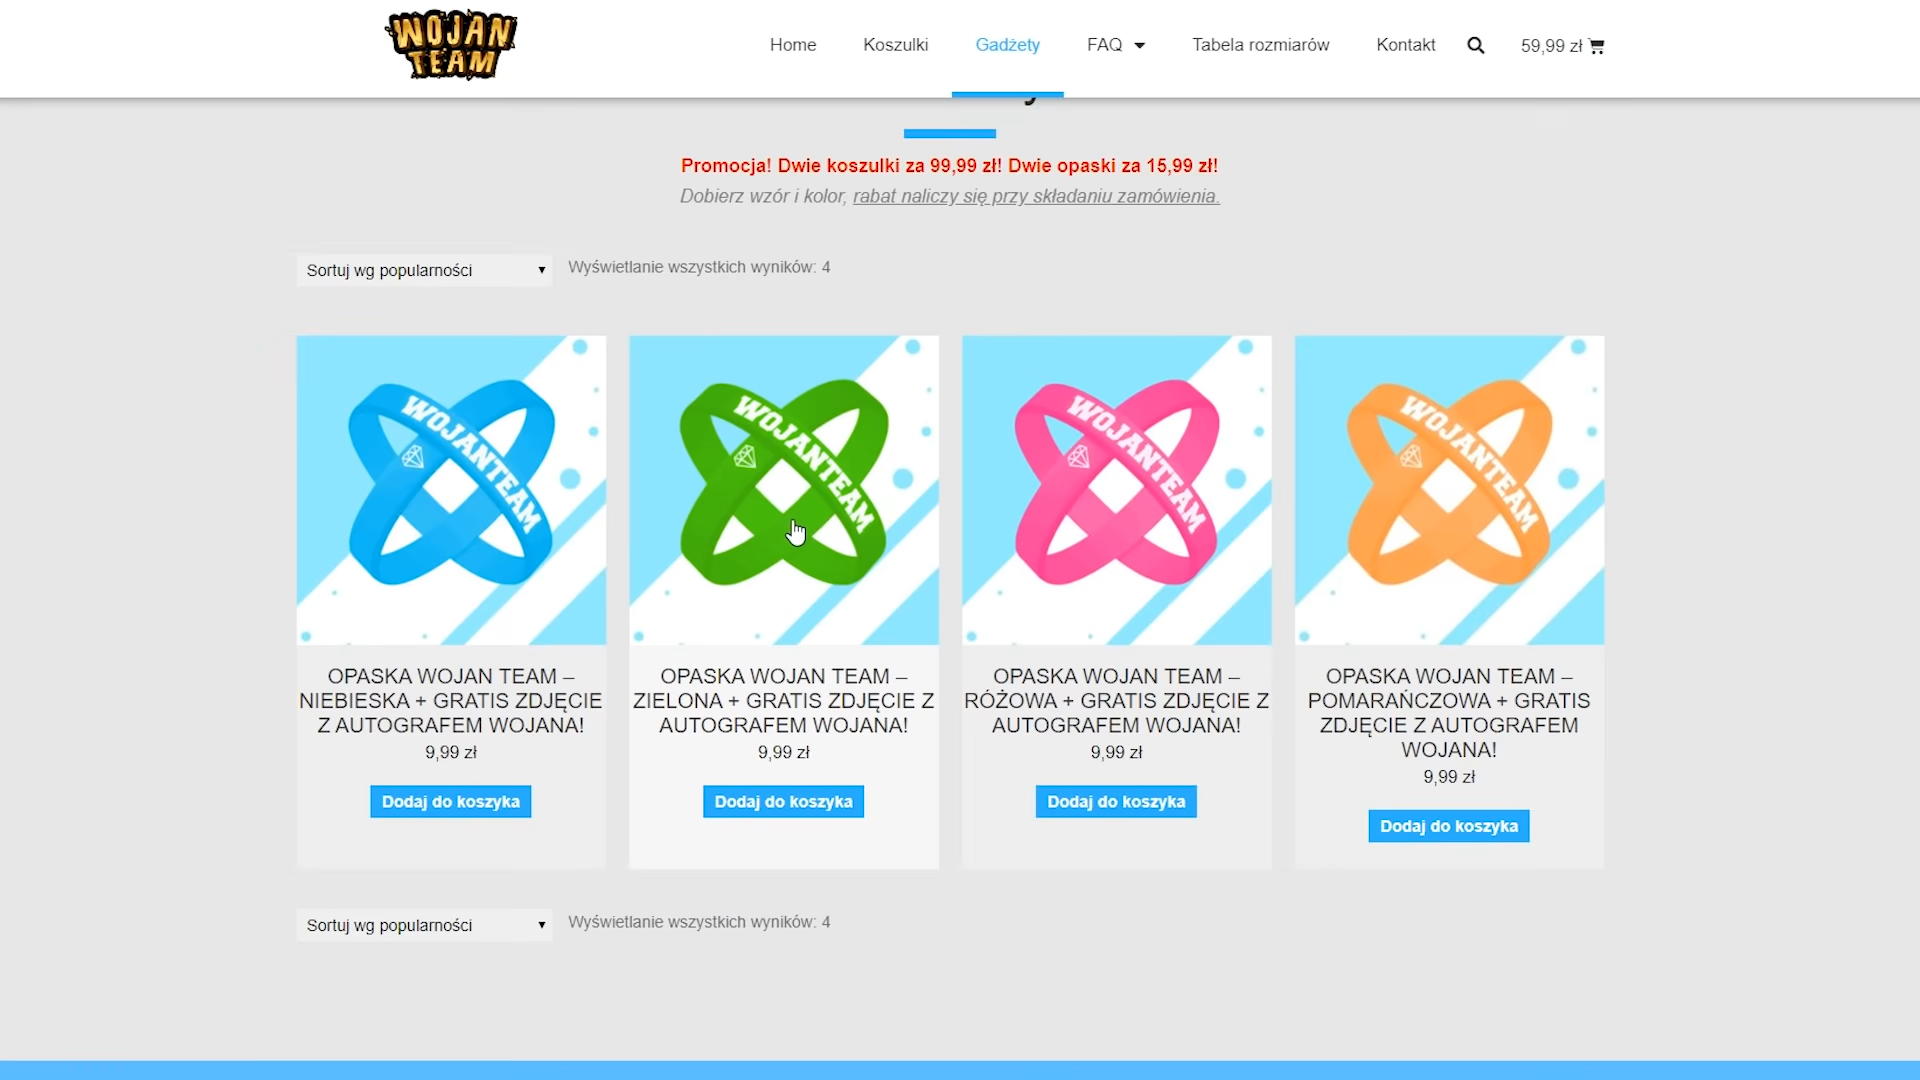 WOJAN
TEAM
Home
Koszulki
Gadżety
FAQ
Tabela rozmiarów
Kontakt
59,99 zł
Promocja! Dwie koszulki za 99,99 zł! Dwie opaski za 15,99 zł!
Dobierz wzór i kolor, rabat naliczy się przy składaniu zamówienia.
Sortuj wg popularności
Wyświetlanie wszystkich wyników: 4
WOJANTEAM
WOJANTEAM
WOJANTEAM
WOJANTEAM
OPASKA WOJAN TEAM –
NIEBIESKA + GRATIS ZDJĘCIE
Z AUTOGRAFEM WOJANA!
9,99 zł
Dodaj do koszyka
OPASKA WOJAN TEAM –
ZIELONA + GRATIS ZDJĘCIE Z
AUTOGRAFEM WOJANA!
9,99 zł
Dodaj do koszyka
OPASKA WOJAN TEAM –
RÓŻOWA + GRATIS ZDJĘCIE Z
AUTOGRAFEM WOJANA!
9,99 zł
Dodaj do koszyka
OPASKA WOJAN TEAM –
POMARAŃCZOWA + GRATIS
ZDJĘCIE Z AUTOGRAFEM
WOJANA!
9,99 zł
Dodaj do koszyka
Sortuj wg popularności
Wyświetlanie wszystkich wyników: 4